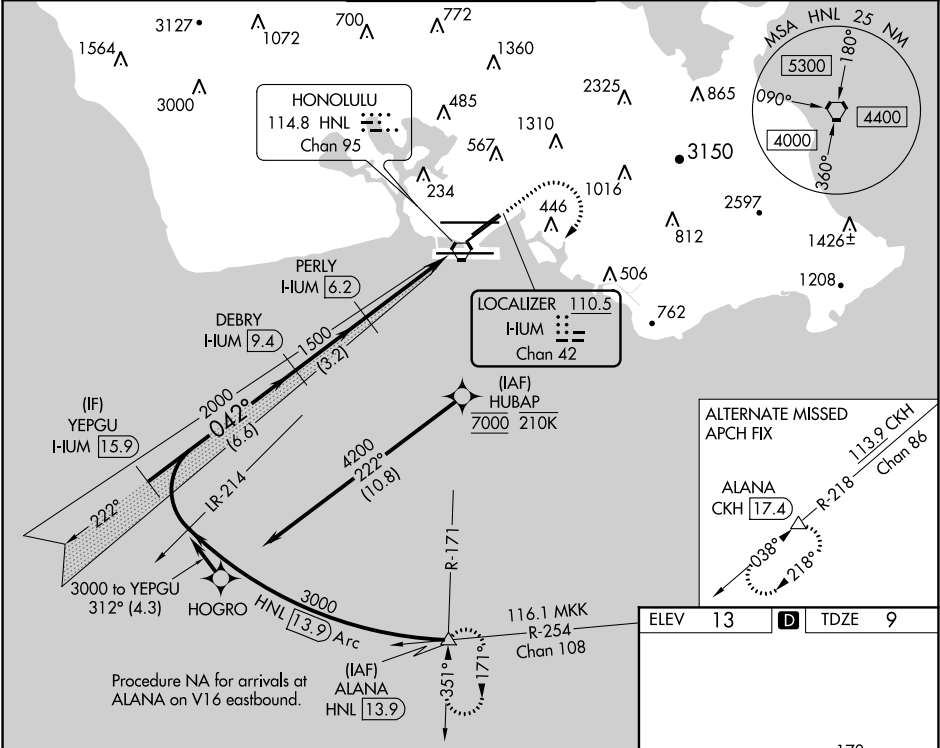 3127
700
772
1072
1564
1360
3000
2325
865
485
1310
567
3150
234
1016
446
2597
812
1426±
506
1208
762
MSA HNL 25 NM
180°
5300
090°
4400
4000
360°
HONOLULU
114.8 HNL
Chan 95
LOCALIZER 110.5
I-IUM
Chan 42
PERLY
I-IUM 6.2
DEBRY
I-IUM 9.4
1500
(3.2)
2000
042°
(6.6)
(IF)
YEPGU
I-IUM 15.9
222°
LR-214
(IAF)
HUBAP
7000 210K
4200
222°
(10.8)
R-171
3000 to YEPGU
312° (4.3)
HOGRO
3000
HNL 13.9 Arc
116.1 MKK
R-254
Chan 108
(IAF)
ALANA
HNL 13.9
351°
171°
Procedure NA for arrivals at
ALANA on V16 eastbound.
ALTERNATE MISSED
APCH FIX
113.9 CKH
Chan 86
R-218
ALANA
CKH 17.4
038°
218°
ELEV 13
D
TDZE 9